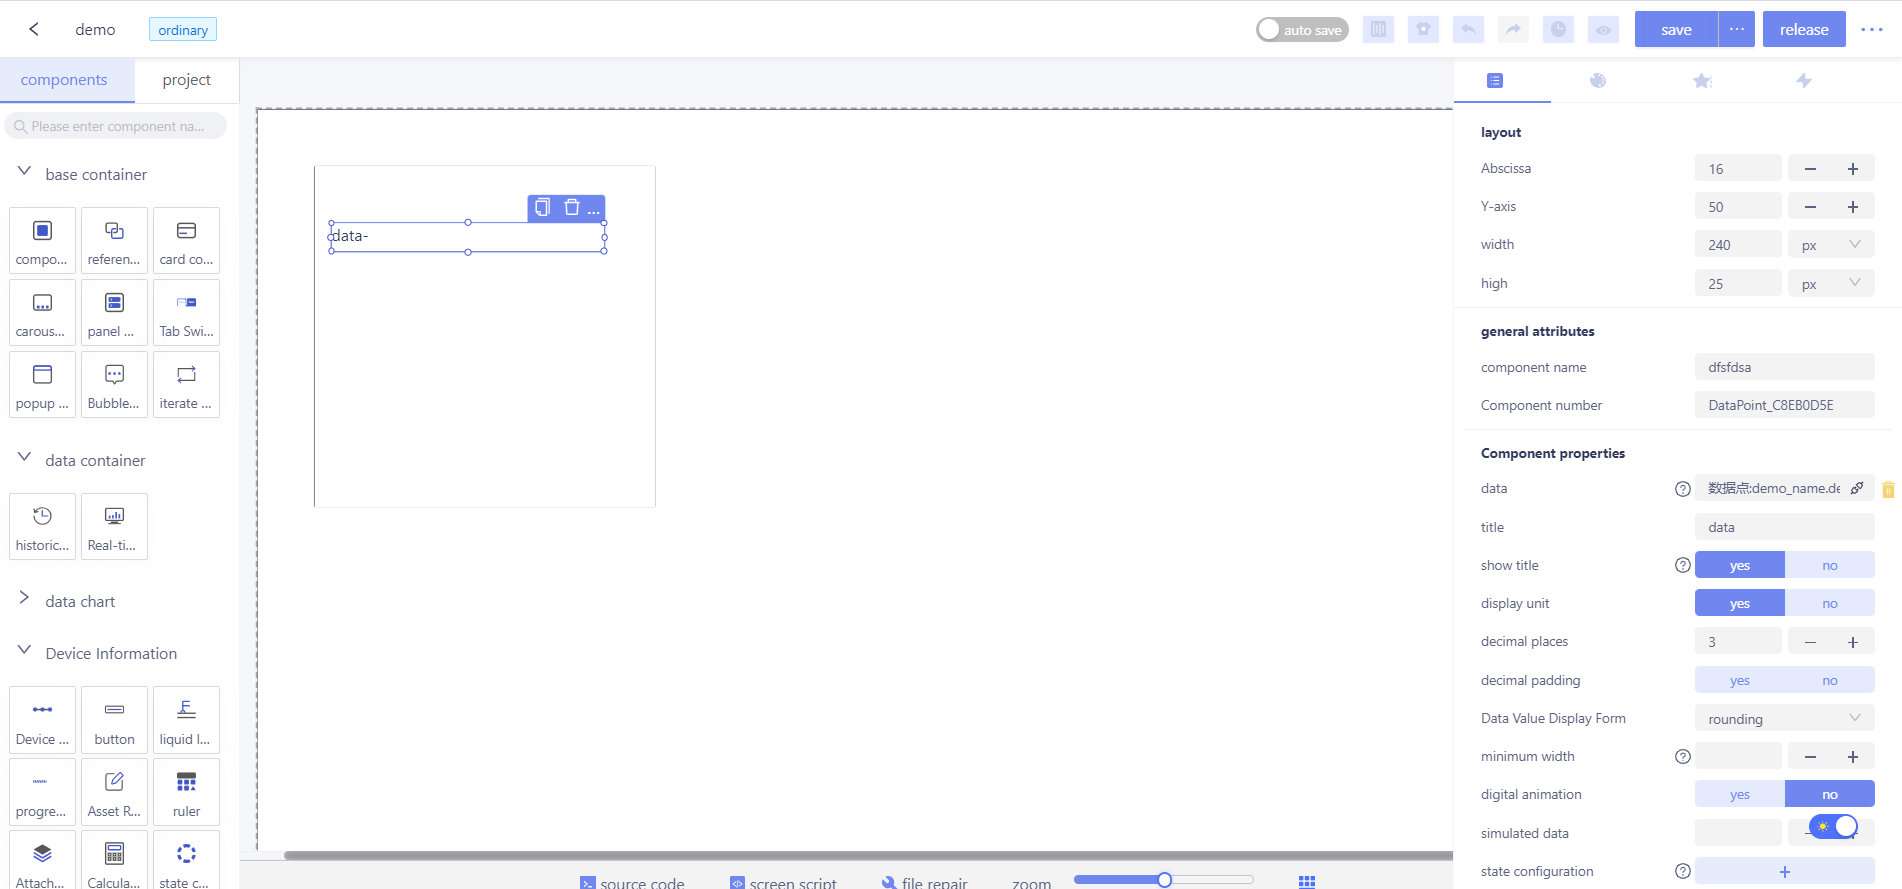 demo
ordinary
auto save
save
...
release
...
components
project
Please enter component na...
base container
compo...
referen...
card co...
carous...
panel ...
Tab Swi...
popup ...
Bubble...
iterate ...
data container
historic...
Real-ti...
data chart
Device Information
Device ...
button
liquid l...
progre...
Asset R...
ruler
Attach...
Calcula...
state c...
...
data-
source code
screen script
file repair
zoom
layout
Abscissa
16
Y-axis
50
width
240
px
high
25
px
general attributes
component name
dfsfdsa
Component number
DataPoint_C8EB0D5E
Component properties
data
数据点:demo_name.de
title
data
show title
yes
no
display unit
yes
no
decimal places
3
decimal padding
yes
no
Data Value Display Form
rounding
minimum width
digital animation
yes
no
simulated data
state configuration